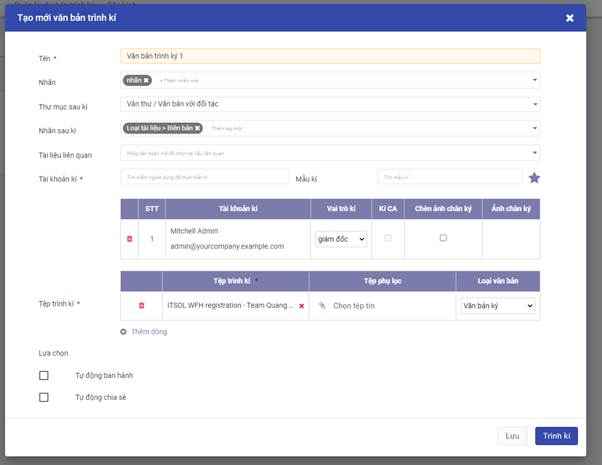 Tạo mới văn bản trình kí
Tên *
Văn bản trình ký 1
Nhãn
nhãn
+ Thêm nhãn mới
Thư mục sau kí
Văn thư / Văn bản với đối tác
Nhãn sau kí
Loại tài liệu > Biên bản
Thêm tag mới
Tài liệu liên quan
Nhập tên hoặc mã để chọn tài liệu liên quan
Tài khoản kí *
Tìm kiếm người dùng để thực hiện kí
Mẫu kí
Tìm mẫu kí
STT
Tài khoản kí
Vai trò kí
Kí CA
Chèn ảnh chân ký
Ảnh chân ký
1
Mitchell Admin
admin@yourcompany.example.com
giám đốc
Tệp trình kí *
Tệp trình kí *
Tệp phụ lục
Loại văn bản
ITSOL WFH registration - Team Quang ...
Chọn tệp tin
Văn bản ký
Thêm dòng
Lựa chọn
Tự động ban hành
Tự động chia sẻ
Lưu
Trình kí